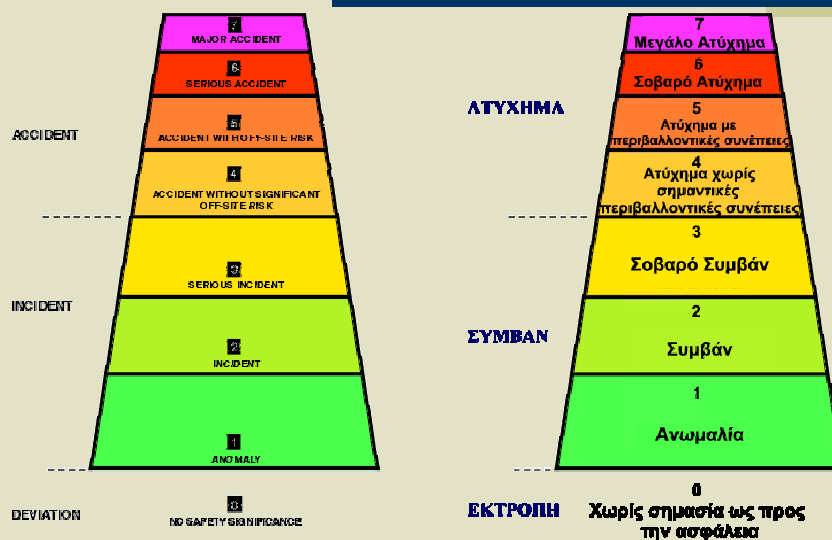 7
MAJOR ACCIDENT
6
SERIOUS ACCIDENT
5
ACCIDENT WITH OFF-SITE RISK
4
ACCIDENT WITHOUT SIGNIFICANT
OFF-SITE RISK
3
SERIOUS INCIDENT
2
INCIDENT
1
ANOMALY
0
NO SAFETY SIGNIFICANCE
ACCIDENT
INCIDENT
DEVIATION
ΑΤΥΧΗΜΑ
ΣΥΜΒΑΝ
ΕΚΤΡΟΠΗ
7
Μεγάλο Ατύχημα
6
Σοβαρό Ατύχημα
5
Ατύχημα με
περιβαλλοντικές συνέπειες
4
Ατύχημα χωρίς
σημαντικές
περιβαλλοντικές συνέπειες
3
Σοβαρό Συμβάν
2
Συμβάν
1
Ανωμαλία
0
Χωρίς σημασία ως προς
την ασφάλεια